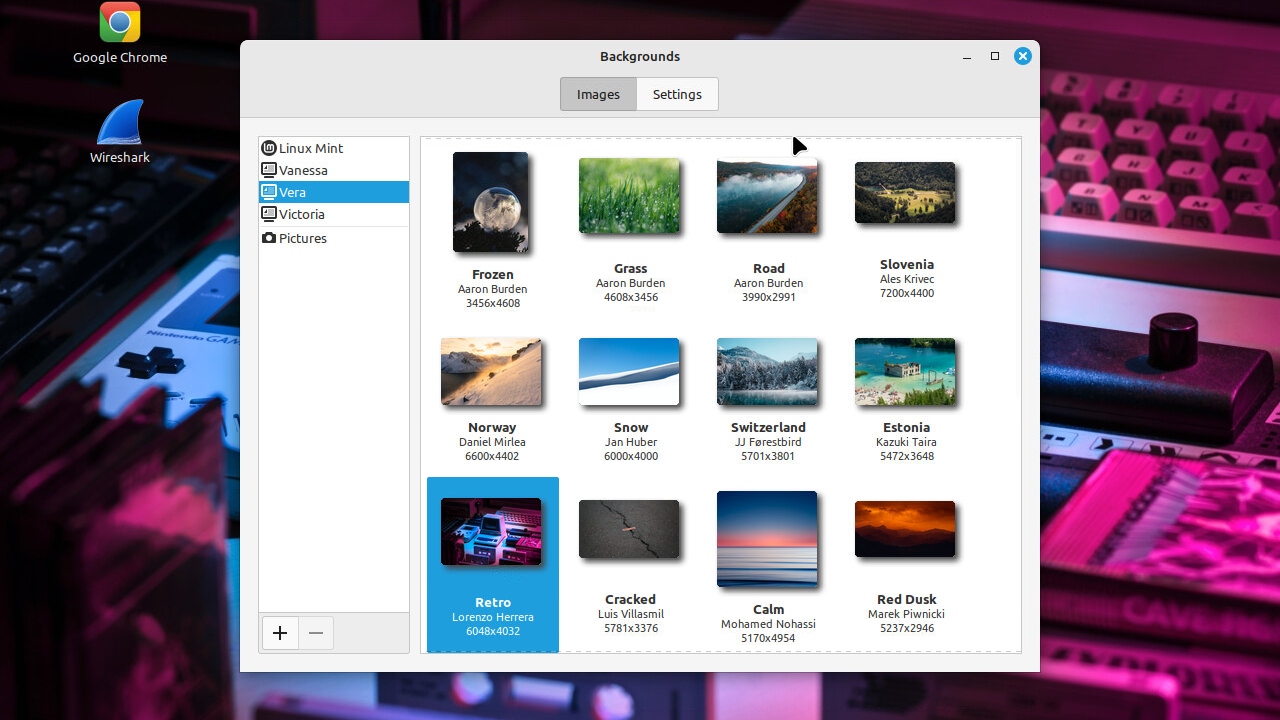 Google Chrome
Wireshark
Backgrounds
Images
Settings
Linux Mint
Vanessa
Vera
Victoria
Pictures
Frozen
Aaron Burden
3456x4608
Grass
Aaron Burden
4608x3456
Road
Aaron Burden
3990x2991
Slovenia
Ales Krivec
7200x4400
Norway
Daniel Mirlea
6600x4402
Snow
Jan Huber
6000x4000
Switzerland
JJ Førestbird
5701x3801
Estonia
Kazuki Taira
5472x3648
Retro
Lorenzo Herrera
6048x4032
Cracked
Luis Villasmil
5781x3376
Calm
Mohamed Nohassi
5170x4954
Red Dusk
Marek Piwnicki
5237x2946
Nintendo GAM